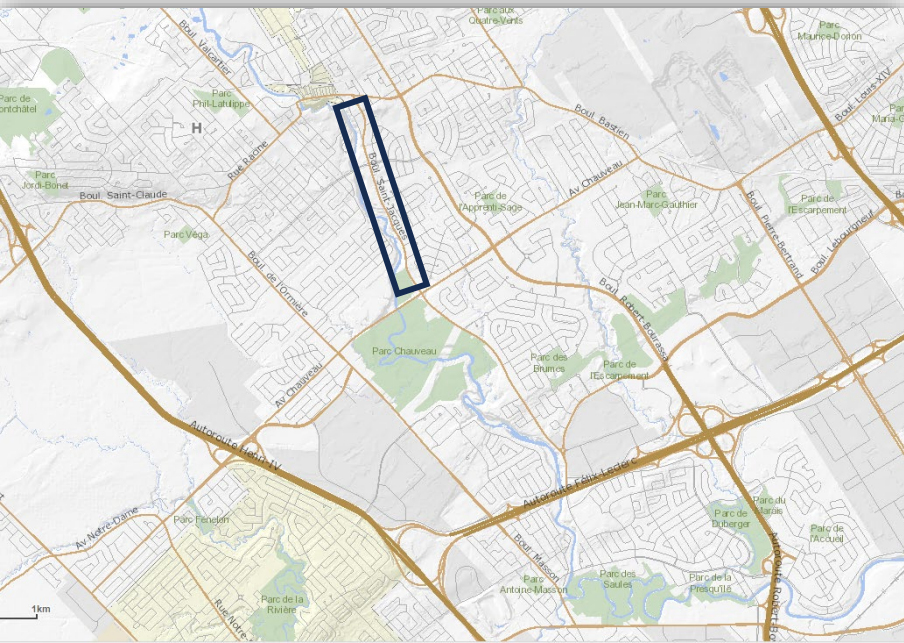 Parc aux
Quatre-Vents
Parc
Maurice-Dorion
Boul. Valcartier
Parc de
Parc
Phil-Latulippe
Boul. Louis-XIV
Boul. Bastien
H
Rue Racine
Boul. Saint-Jacques
Av. Chauveau
Parc
Jordi-Bonet
Boul. Saint-Claude
Parc de
l'Apprenti-Sage
Parc
Jean-Marc-Gauthier
Parc de
l'Escarpement
Boul. Pierre-Bertrand
Parc Véga
Boul. Lebourgneuf
Boul. de l'Ormière
Boul. Robert-Bourassa
Parc Chauveau
Parc des
Brumes
Parc de
l'Escarpement
Av. Chauveau
Autoroute Henri-IV
Autoroute Félix-Leclerc
Parc du
Marais
Parc de
Duberger
Parc de
l'Accueil
Av. Notre-Dame
Parc Fénelon
Boul. Masson
Parc
Antoine-Masson
Parc des
Saules
Parc de la
Presqu'île
Parc de la
Rivière
Rue Notre-
1km